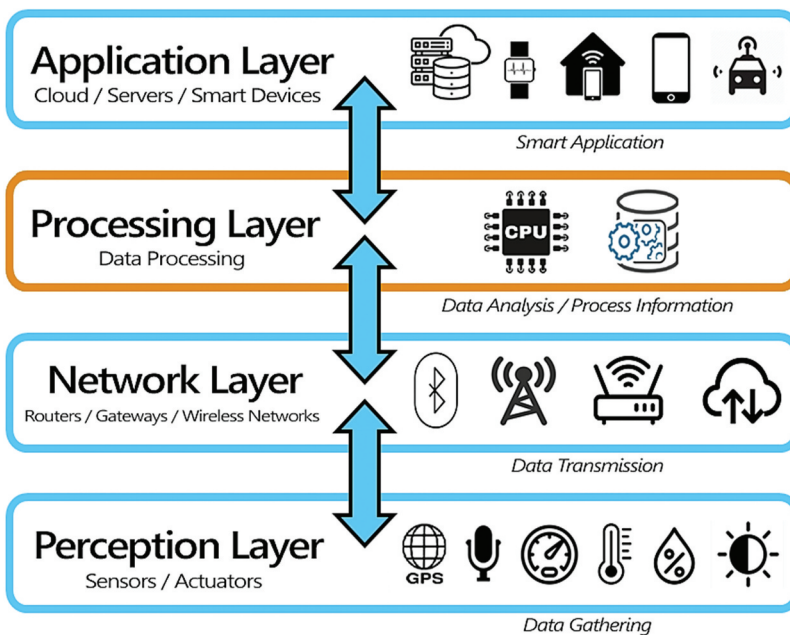 Application Layer
Cloud / Servers / Smart Devices
Smart Application
Processing Layer
Data Processing
CPU
Data Analysis / Process Information
Network Layer
Routers / Gateways / Wireless Networks
Data Transmission
Perception Layer
Sensors / Actuators
GPS
%
Data Gathering